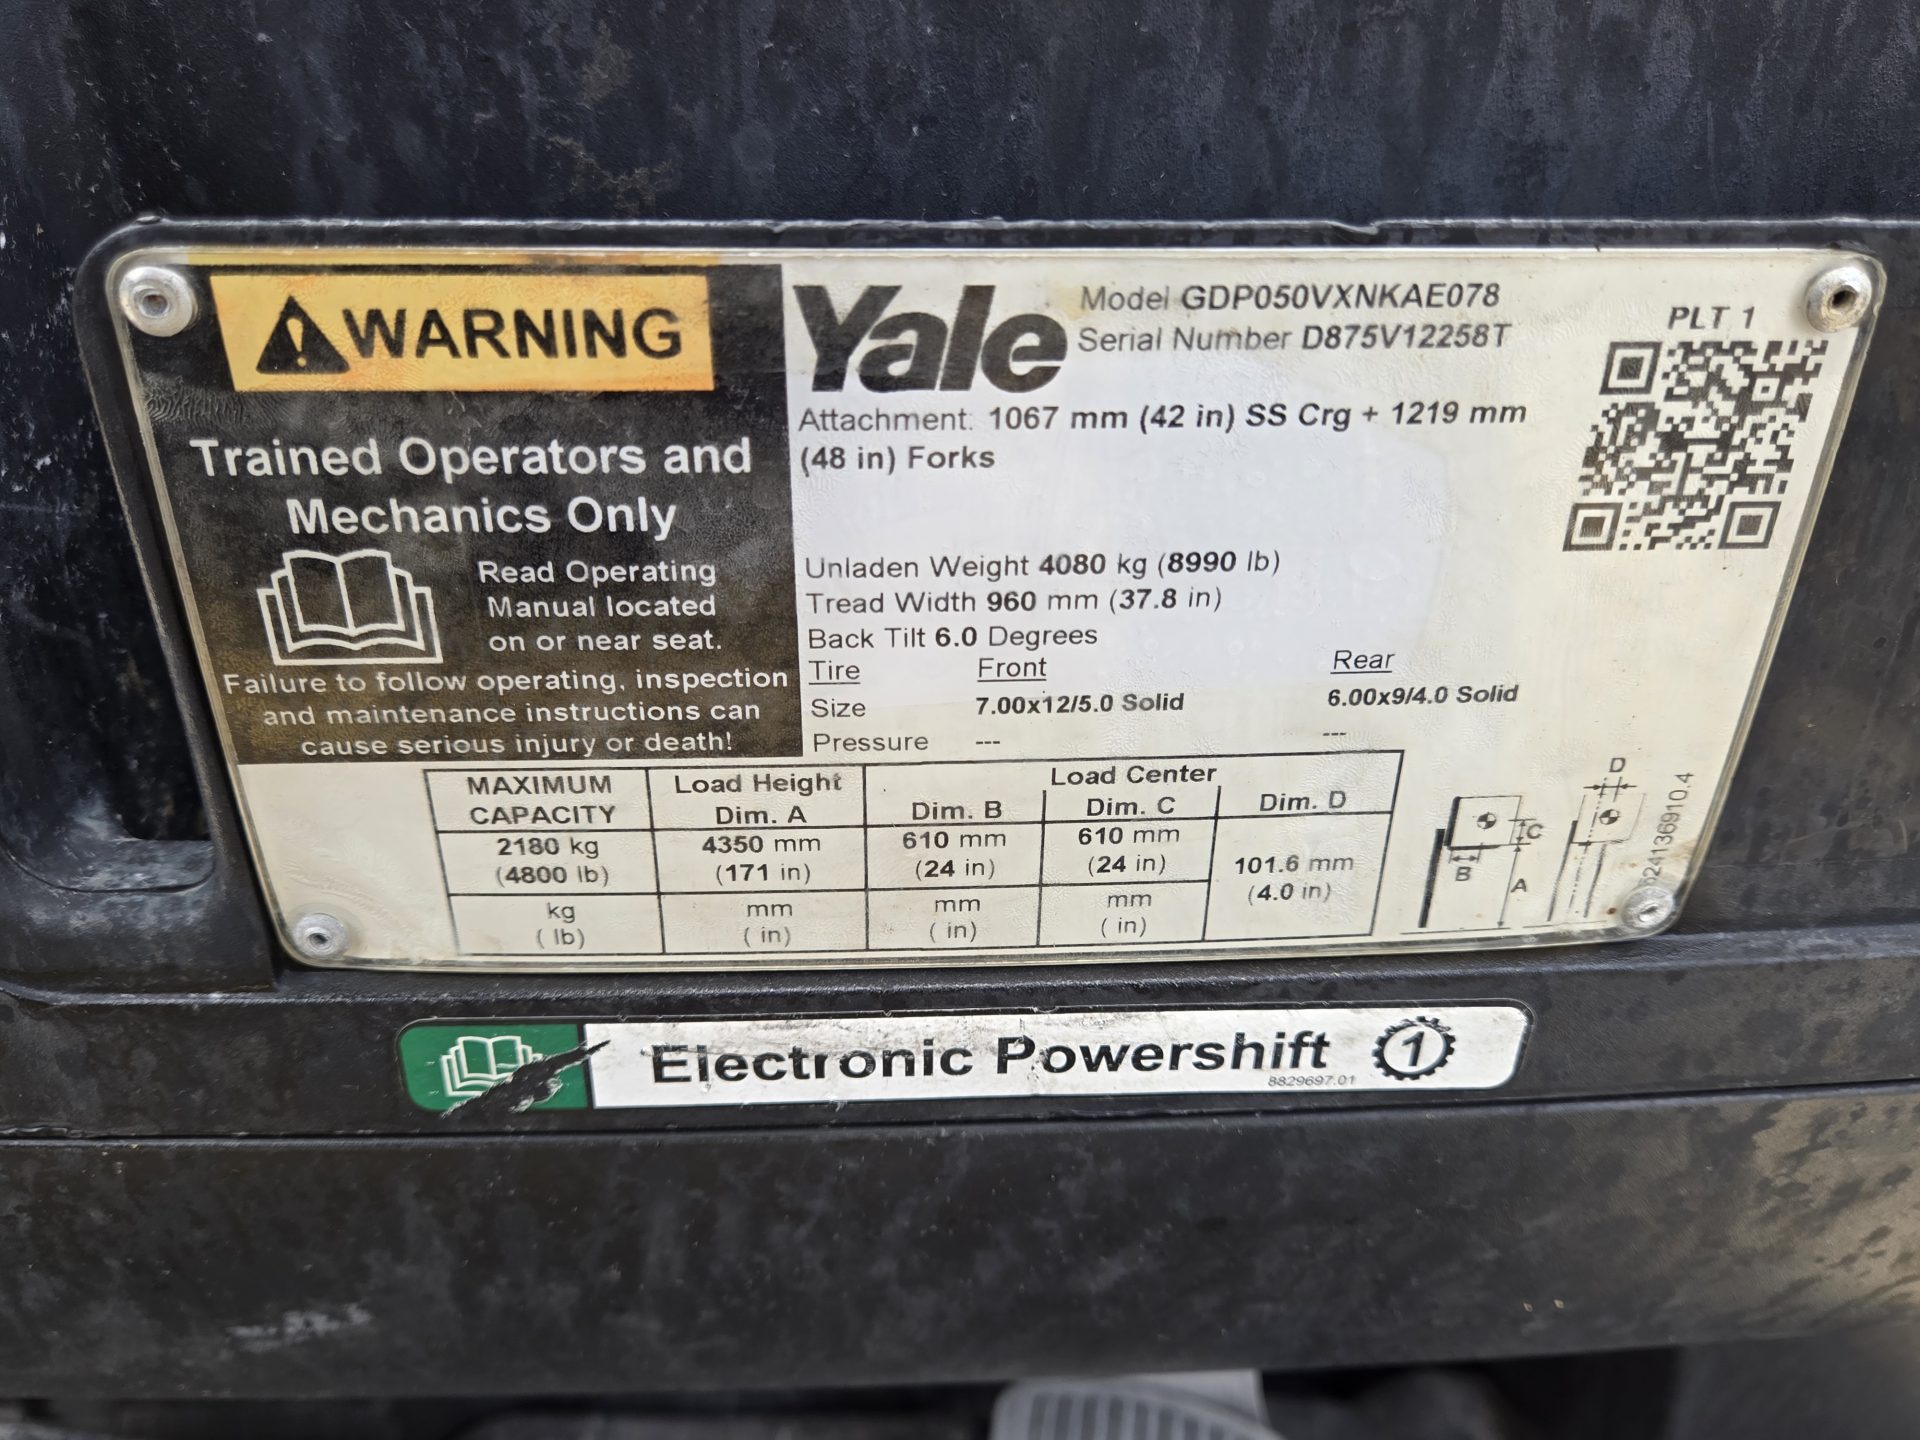 WARNING
Trained Operators and
Mechanics Only
Read Operating
Manual located
on or near seat.
Failure to follow operating, inspection
and maintenance instructions can
cause serious injury or death!
Yale
Model GDP050VXNKAE078
Serial Number D875V12258T
PLT 1
Attachment: 1067 mm (42 in) SS Crg + 1219 mm
(48 in) Forks
Unladen Weight 4080 kg (8990 lb)
Tread Width 960 mm (37.8 in)
Back Tilt 6.0 Degrees
Tire Front Rear
Size 7.00x12/5.0 Solid 6.00x9/4.0 Solid
Pressure --- ---
MAXIMUM CAPACITY Load Height Dim. A Load Center Dim. B Dim. C Dim. D
2180 kg 4350 mm 610 mm 610 mm 101.6 mm
(4800 lb) (171 in) (24 in) (24 in) (4.0 in)
kg mm mm mm
( lb) ( in) ( in) ( in)
B C A D
Electronic Powershift 1
8829697.01